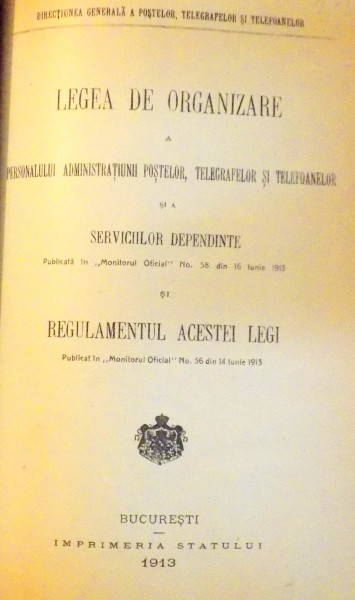 DIRECȚIUNEA GENERALĂ A POȘTELOR, TELEGRAFELOR ȘI TELEFOANELOR
LEGEA DE ORGANIZARE
A
PERSONALULUI ADMINISTRAȚIUNII POȘTELOR, TELEGRAFELOR ȘI TELEFOANELOR
ȘI A
SERVICIILOR DEPENDINTE
Publicată în „Monitorul Oficial" No. 58 din 16 Iunie 1913
ȘI
REGULAMENTUL ACESTEI LEGI
Publicat în „Monitorul Oficial" No. 56 din 14 Iunie 1913
BUCUREȘTI
IMPRIMERIA STATULUI
1913